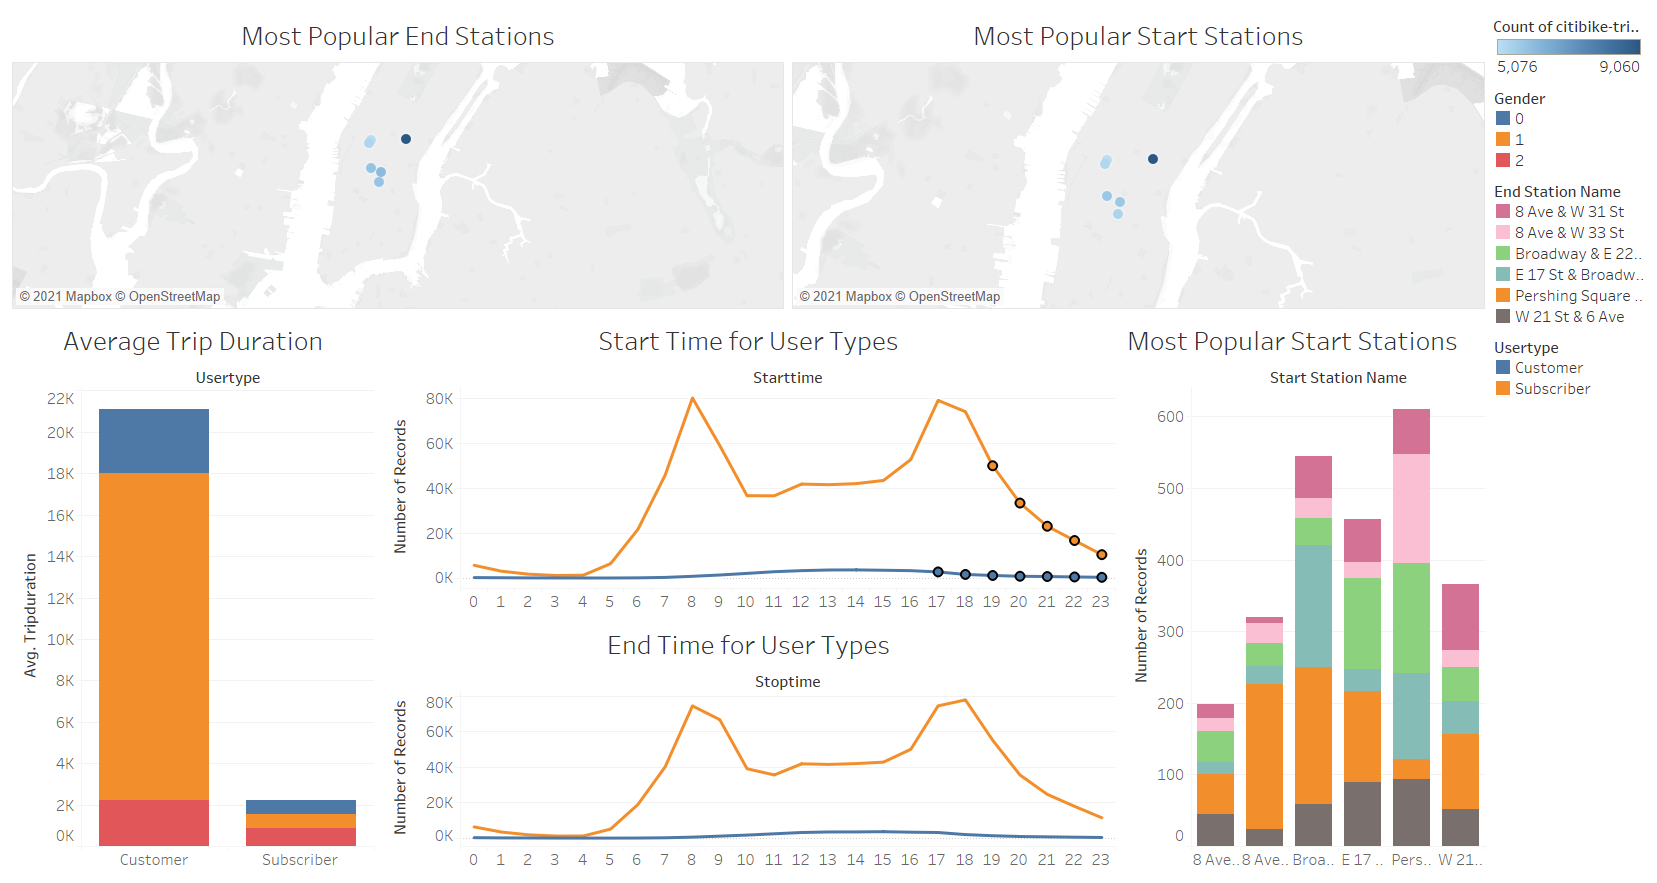 Most Popular End Stations
Most Popular Start Stations
Count of citibike-tri..
5,076 9,060
Gender
0
1
2
End Station Name
8 Ave & W 31 St
8 Ave & W 33 St
Broadway & E 22..
E 17 St & Broadw..
Pershing Square ..
W 21 St & 6 Ave
Usertype
Customer
Subscriber
© 2021 Mapbox © OpenStreetMap
© 2021 Mapbox © OpenStreetMap
Average Trip Duration
Usertype
Avg. Tripduration
22K
20K
18K
16K
14K
12K
10K
8K
6K
4K
2K
0K
Customer Subscriber
Start Time for User Types
Starttime
Number of Records
80K
60K
40K
20K
0K
0 1 2 3 4 5 6 7 8 9 10 11 12 13 14 15 16 17 18 19 20 21 22 23
End Time for User Types
Stoptime
Number of Records
80K
60K
40K
20K
0K
0 1 2 3 4 5 6 7 8 9 10 11 12 13 14 15 16 17 18 19 20 21 22 23
Most Popular Start Stations
Start Station Name
Number of Records
600
500
400
300
200
100
0
8 Ave.. 8 Ave.. Broa.. E 17 .. Pers.. W 21..